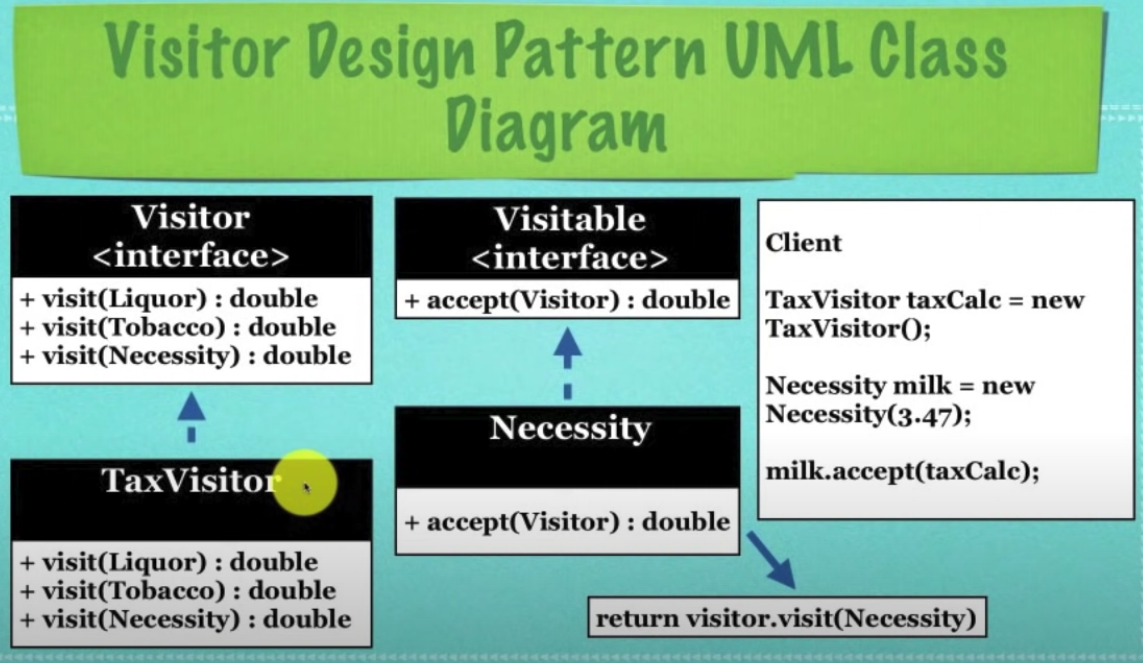 Visitor Design Pattern UML Class
Diagram
Visitor
<interface>
+ visit(Liquor) : double
+ visit(Tobacco) : double
+ visit(Necessity) : double
TaxVisitor
+ visit(Liquor) : double
+ visit(Tobacco) : double
+ visit(Necessity) : double
Visitable
<interface>
+ accept(Visitor) : double
Necessity
+ accept(Visitor) : double
return visitor.visit(Necessity)
Client
TaxVisitor taxCalc = new
TaxVisitor();
Necessity milk = new
Necessity(3.47);
milk.accept(taxCalc);